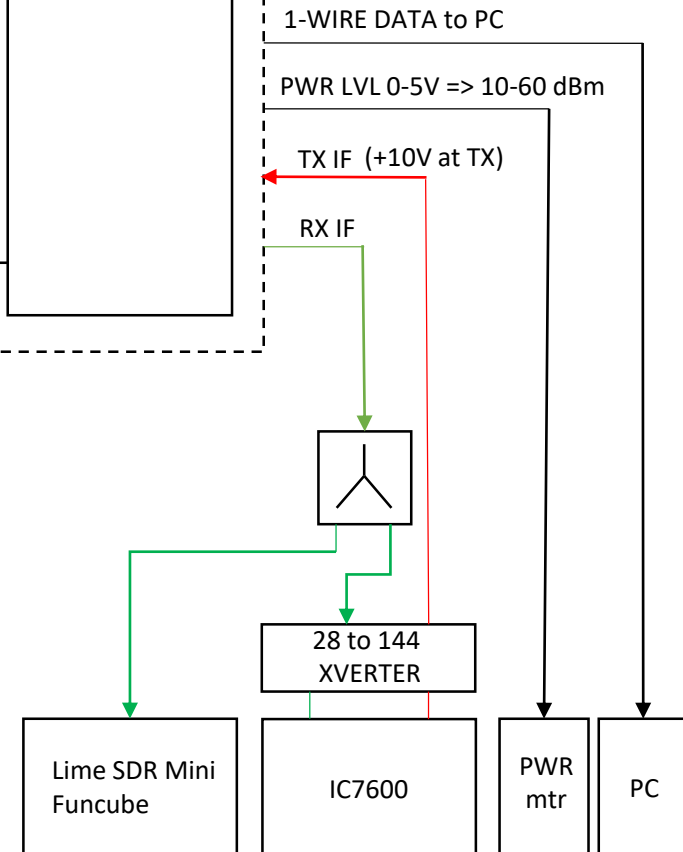 1-WIRE DATA to PC
PWR LVL 0-5V => 10-60 dBm
TX IF (+10V at TX)
RX IF
28 to 144
XVERTER
Lime SDR Mini
Funcube
IC7600
PWR
mtr
PC